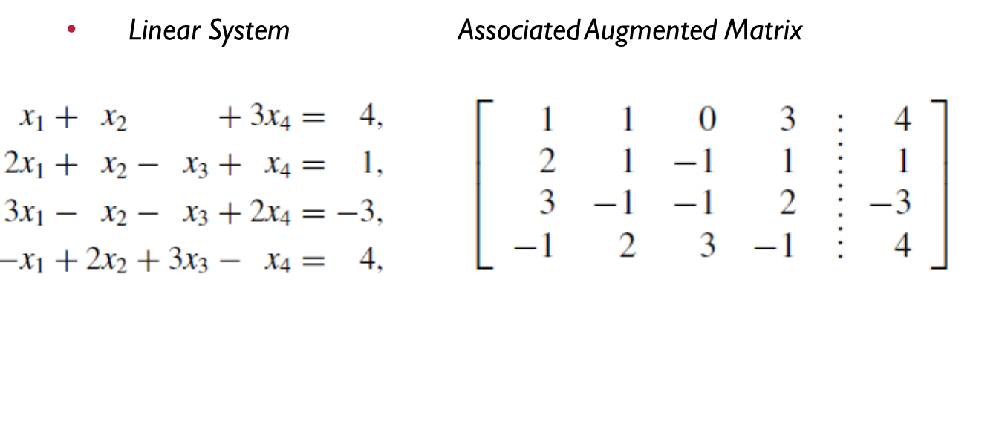 • Linear System Associated Augmented Matrix
x₁ + x₂ + 3x₄ = 4, 1 1 0 3 ⋮ 4
2x₁ + x₂ − x₃ + x₄ = 1, 2 1 −1 1 ⋮ 1
3x₁ − x₂ − x₃ + 2x₄ = −3, 3 −1 −1 2 ⋮ −3
−x₁ + 2x₂ + 3x₃ − x₄ = 4, −1 2 3 −1 ⋮ 4